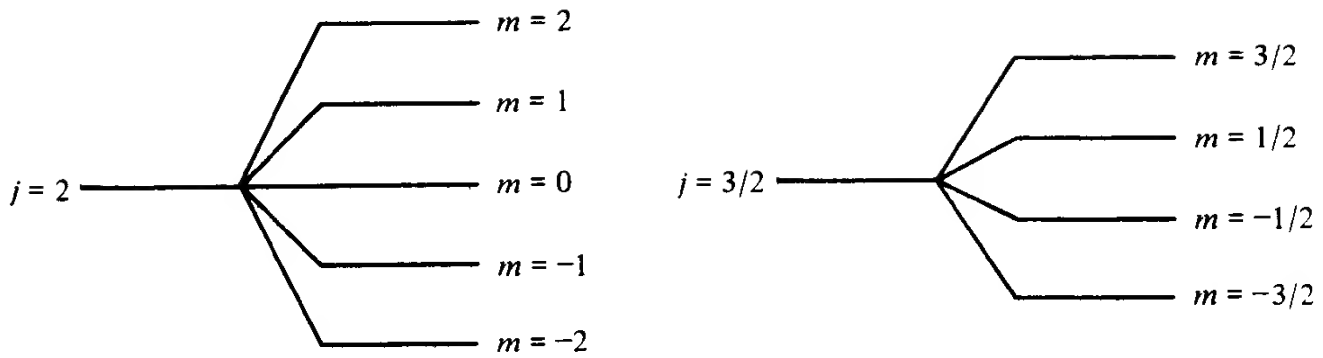 j = 2
m = 2
m = 1
m = 0
m = −1
m = −2
j = 3/2
m = 3/2
m = 1/2
m = −1/2
m = −3/2